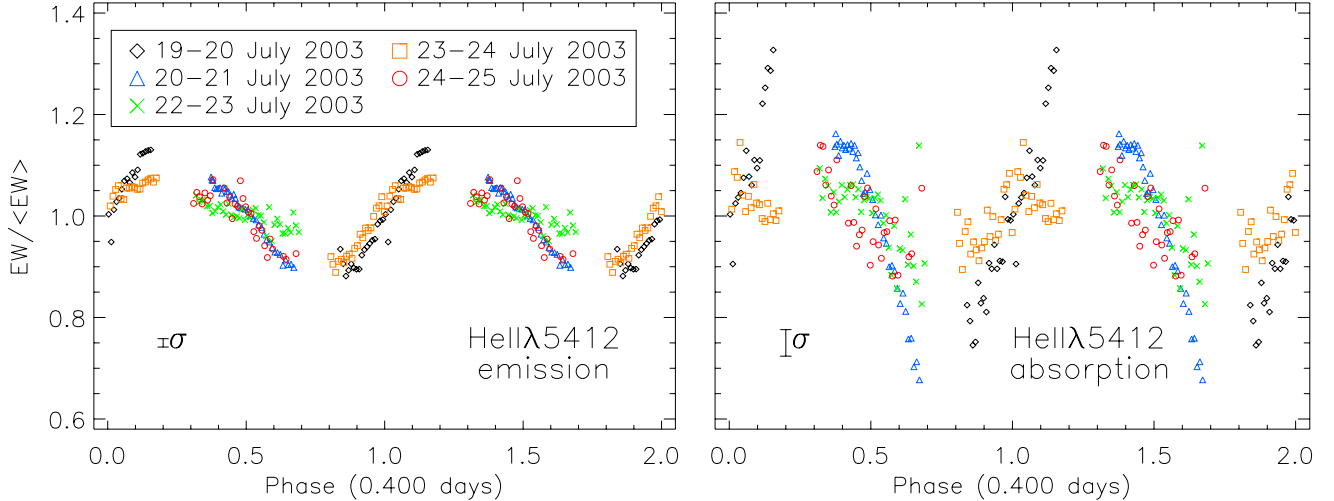 EW/<EW>
1.4
1.2
1.0
0.8
0.6
19−20 July 2003
20−21 July 2003
22−23 July 2003
23−24 July 2003
24−25 July 2003
σ
HeIIλ5412
emission
0.0
0.5
1.0
1.5
2.0
Phase (0.400 days)
σ
HeIIλ5412
absorption
0.0
0.5
1.0
1.5
2.0
Phase (0.400 days)